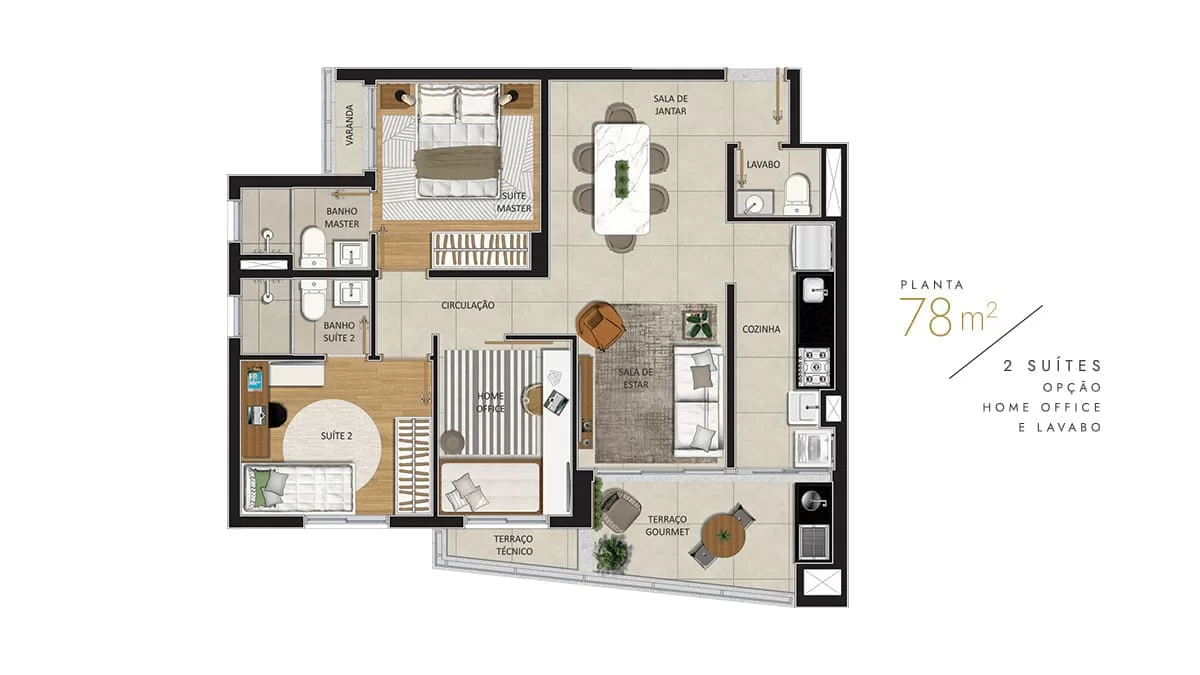 SALA DE
JANTAR
VARANDA
LAVABO
SUÍTE
MASTER
BANHO
MASTER
CIRCULAÇÃO
BANHO
SUÍTE 2
COZINHA
SALA DE
ESTAR
HOME
OFFICE
SUÍTE 2
TERRAÇO
GOURMET
TERRAÇO
TÉCNICO
PLANTA
78 m²
2 SUÍTES
OPÇÃO
HOME OFFICE
E LAVABO